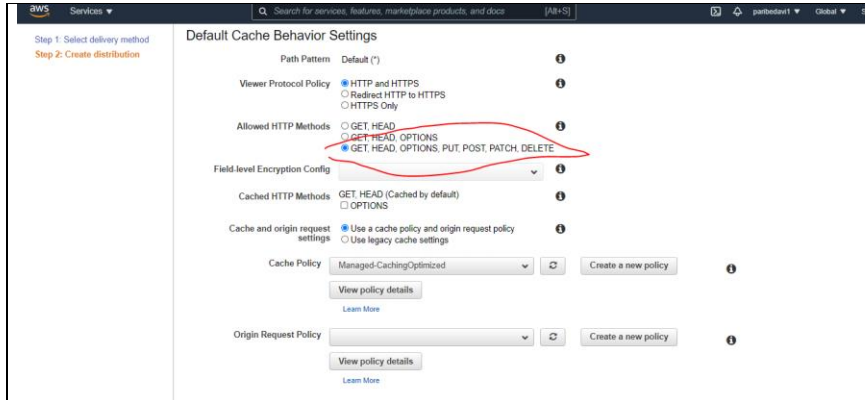 aws Services Search for services, features, marketplace products, and docs [Alt+S] paribedavi1 Global
Step 1: Select delivery method
Step 2: Create distribution
Default Cache Behavior Settings
Path Pattern Default (*)
Viewer Protocol Policy HTTP and HTTPS
Redirect HTTP to HTTPS
HTTPS Only
Allowed HTTP Methods GET, HEAD
GET, HEAD, OPTIONS
GET, HEAD, OPTIONS, PUT, POST, PATCH, DELETE
Field-level Encryption Config
Cached HTTP Methods GET, HEAD (Cached by default)
OPTIONS
Cache and origin request settings Use a cache policy and origin request policy
Use legacy cache settings
Cache Policy Managed-CachingOptimized Create a new policy
View policy details
Learn More
Origin Request Policy Create a new policy
View policy details
Learn More